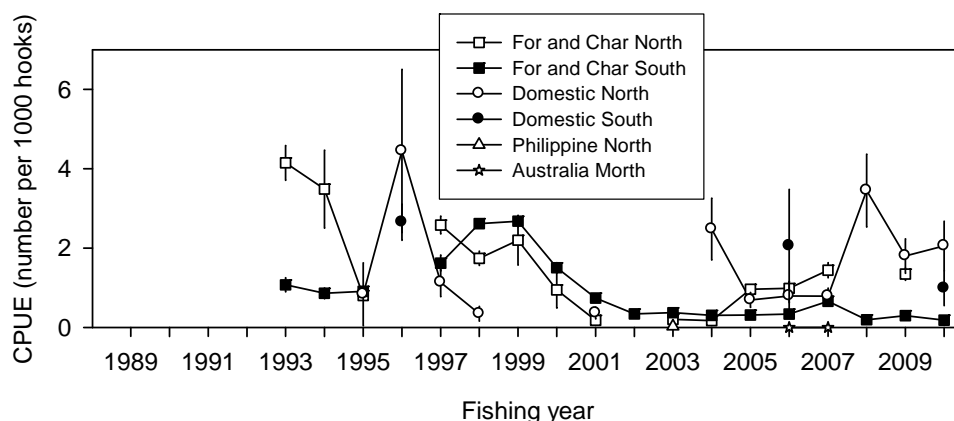 CPUE (number per 1000 hooks)
For and Char North
For and Char South
Domestic North
Domestic South
Philippine North
Australia Morth
6
4
2
0
1989 1991 1993 1995 1997 1999 2001 2003 2005 2007 2009
Fishing year